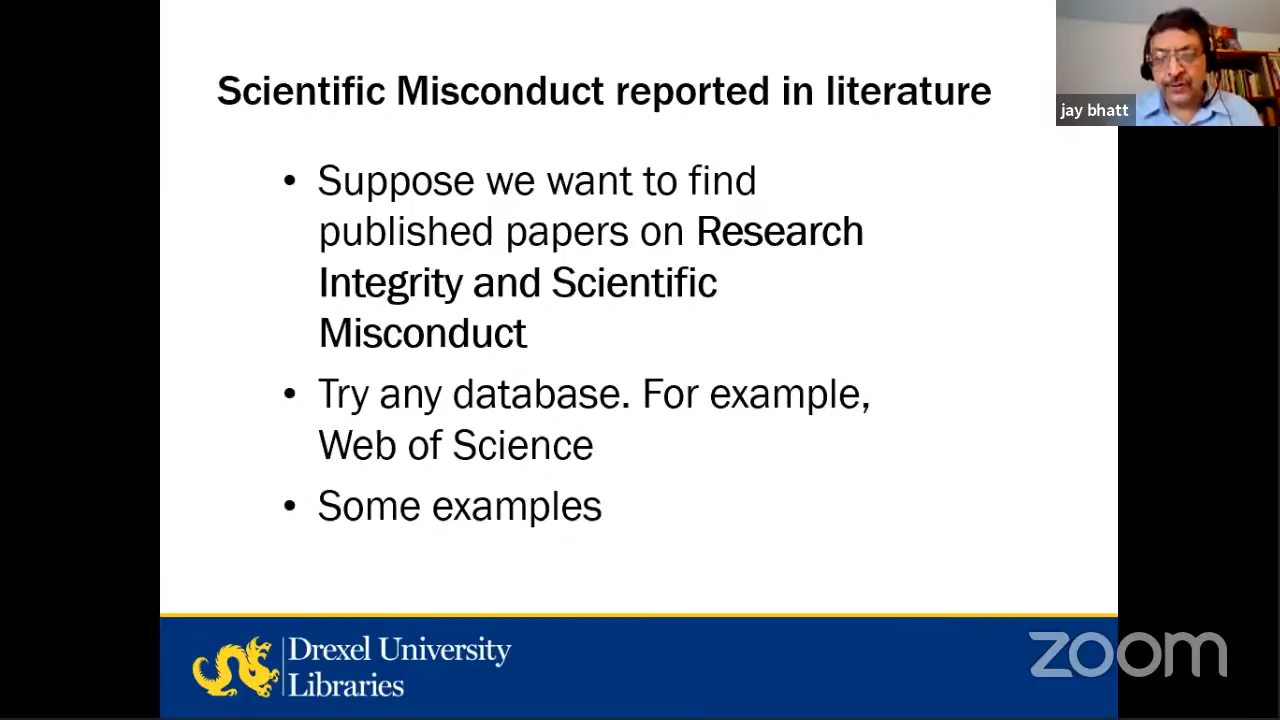 Scientific Misconduct reported in literature
jay bhatt
• Suppose we want to find
published papers on Research
Integrity and Scientific
Misconduct
• Try any database. For example,
Web of Science
• Some examples
Drexel University
Libraries
zoom